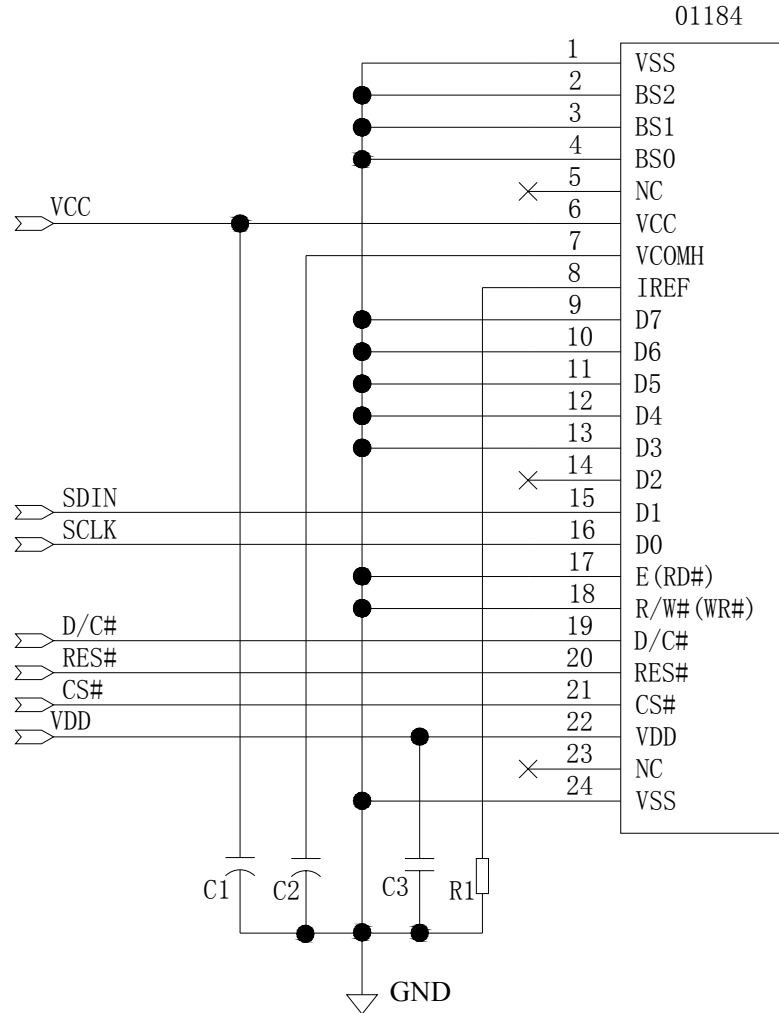 01184
1 VSS
2 BS2
3 BS1
4 BS0
5 NC
VCC 6 VCC
7 VCOMH
8 IREF
9 D7
10 D6
11 D5
12 D4
13 D3
14 D2
SDIN 15 D1
SCLK 16 D0
17 E(RD#)
18 R/W#(WR#)
D/C# 19 D/C#
RES# 20 RES#
CS# 21 CS#
VDD 22 VDD
23 NC
24 VSS
C1 C2 C3 R1
GND